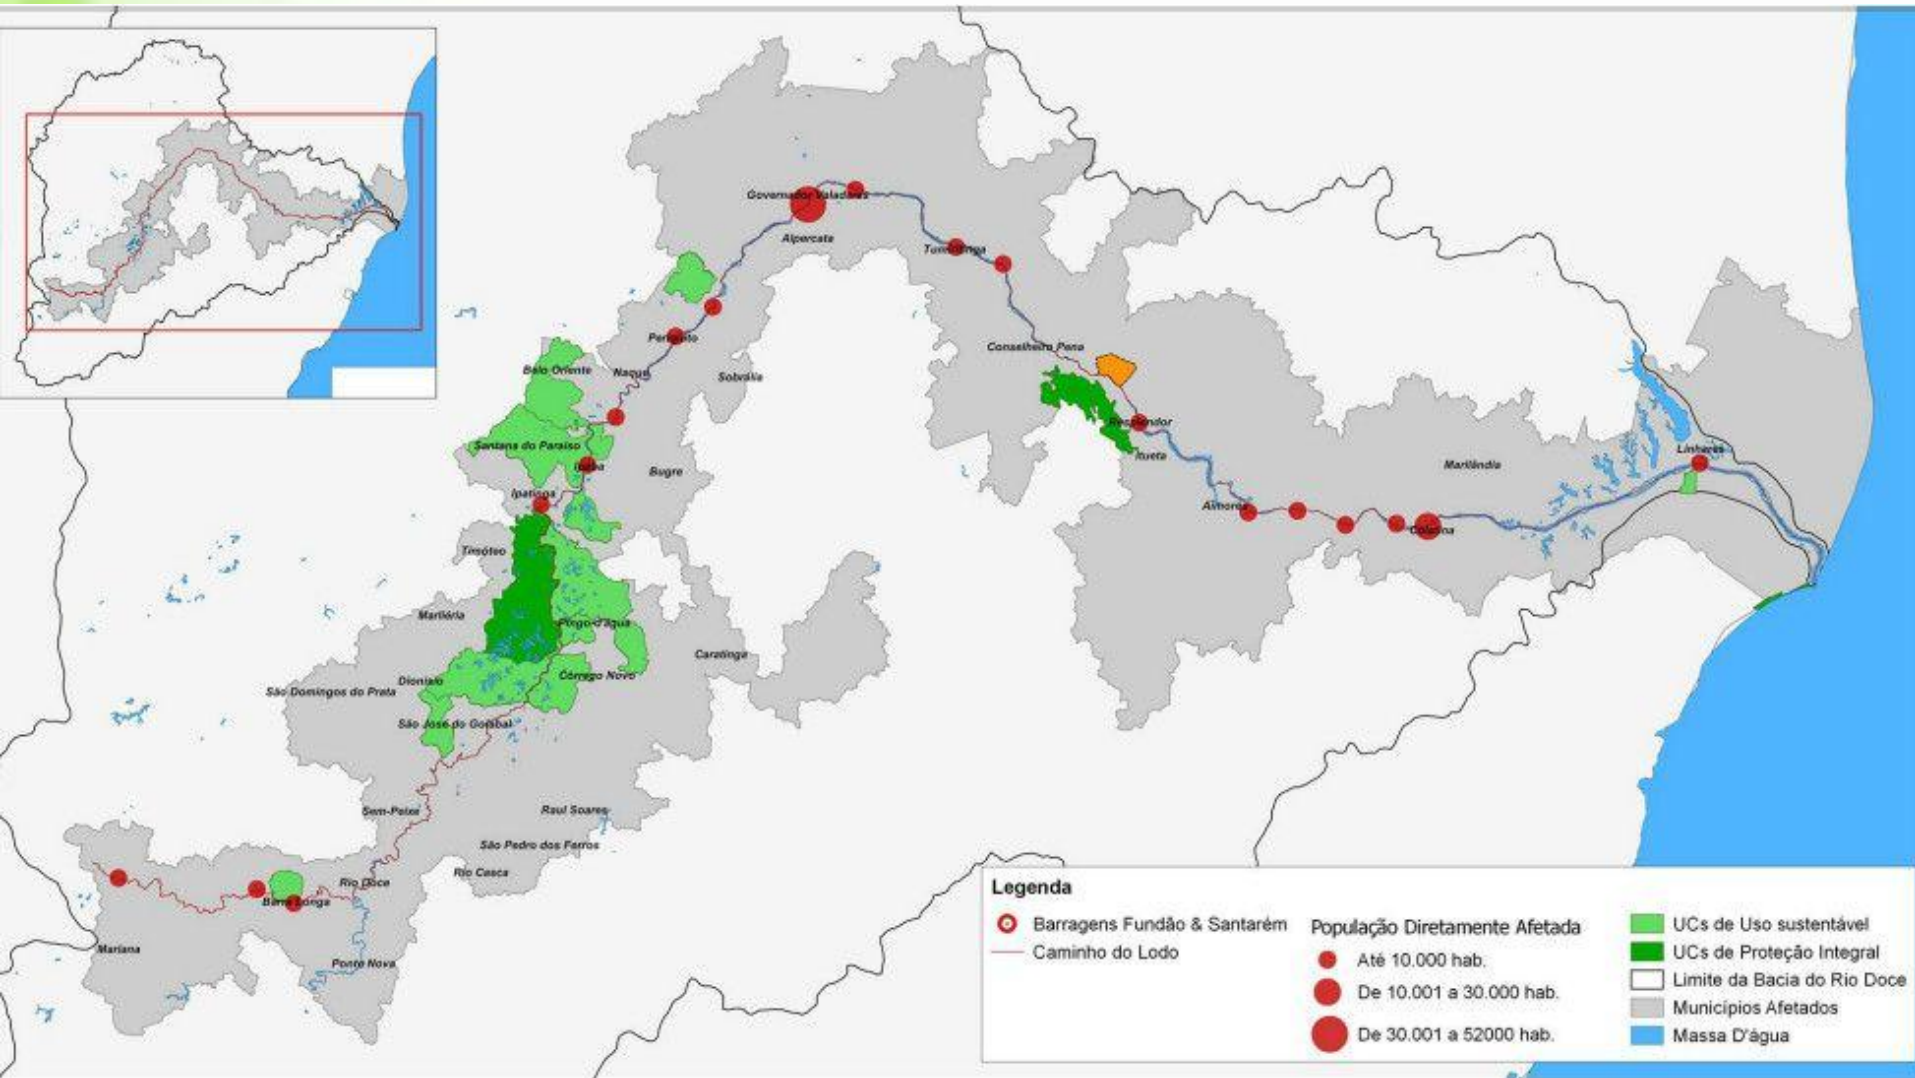 Governador Valadares
Alpercata
Tumiritinga
Periquito
Conselheiro Pena
Belo Oriente
Naque
Sobrália
Resplendor
Santana do Paraiso
Itueta
Marilândia
Linhares
Ipaba
Bugre
Ipatinga
Aimores
Colatina
Timóteo
Marliéria
Pingo-d'água
Caratinga
Dionisio
Córrego Novo
São Domingos do Prata
São José do Goiabal
Sem-Peixe
Raul Soares
São Pedro dos Ferros
Rio Casca
Rio Doce
Barra Longa
Mariana
Ponte Nova
Legenda
Barragens Fundão & Santarém
Caminho do Lodo
População Diretamente Afetada
Até 10.000 hab.
De 10.001 a 30.000 hab.
De 30.001 a 52000 hab.
UCs de Uso sustentável
UCs de Proteção Integral
Limite da Bacia do Rio Doce
Municípios Afetados
Massa D'água